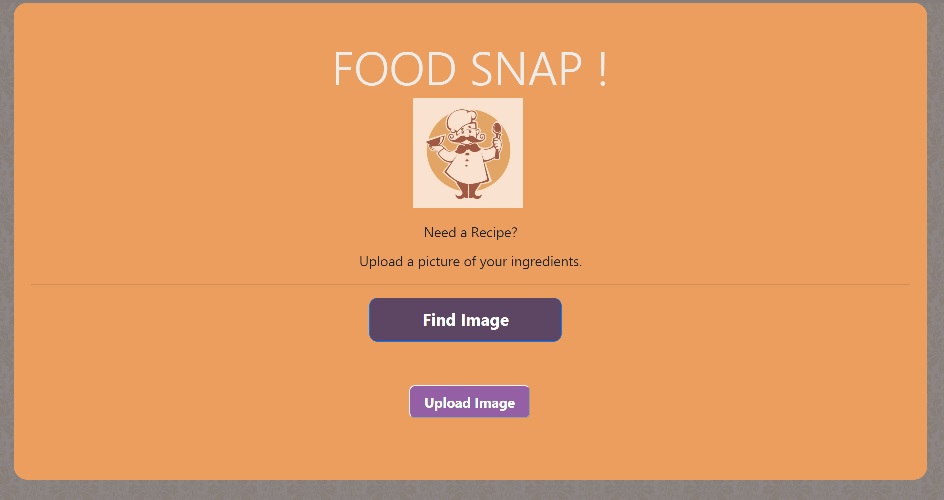 FOOD SNAP !
Need a Recipe?
Upload a picture of your ingredients.
Find Image
Upload Image